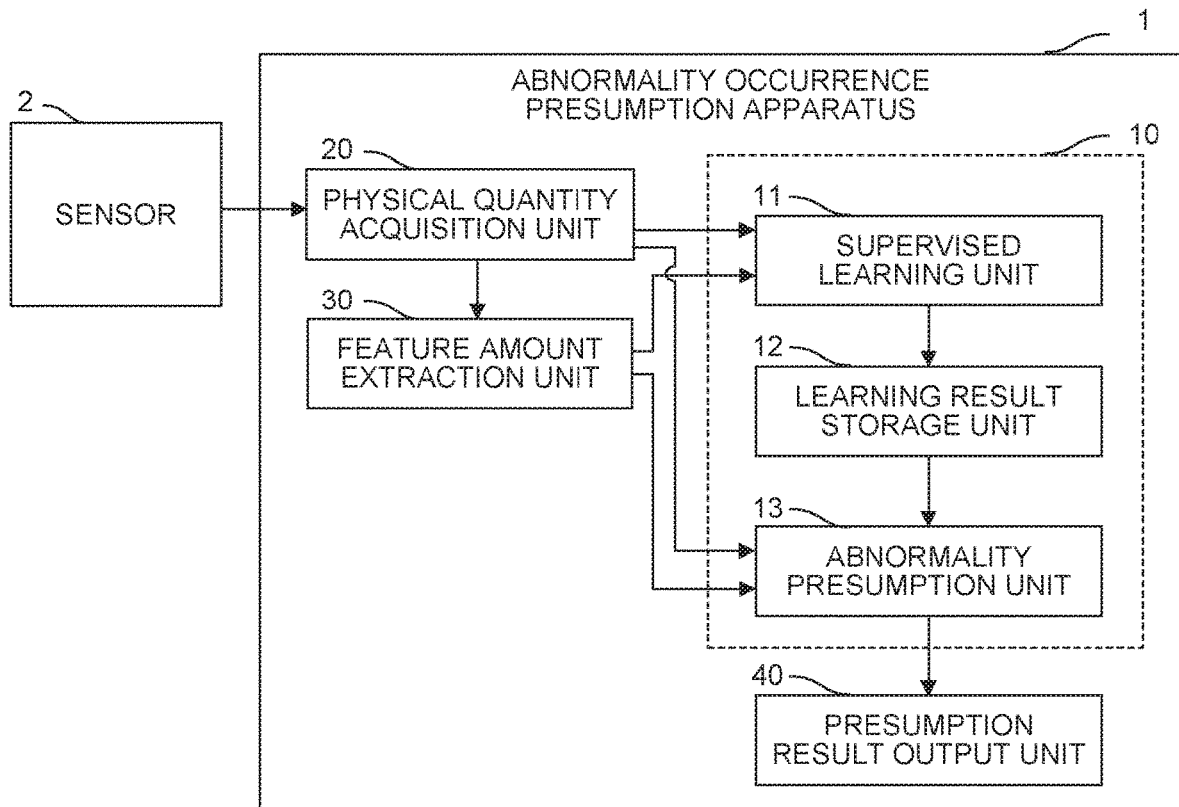 1
ABNORMALITY OCCURRENCE
PRESUMPTION APPARATUS
2
SENSOR
20
PHYSICAL QUANTITY
ACQUISITION UNIT
30
FEATURE AMOUNT
EXTRACTION UNIT
10
11
SUPERVISED
LEARNING UNIT
12
LEARNING RESULT
STORAGE UNIT
13
ABNORMALITY
PRESUMPTION UNIT
40
PRESUMPTION
RESULT OUTPUT UNIT